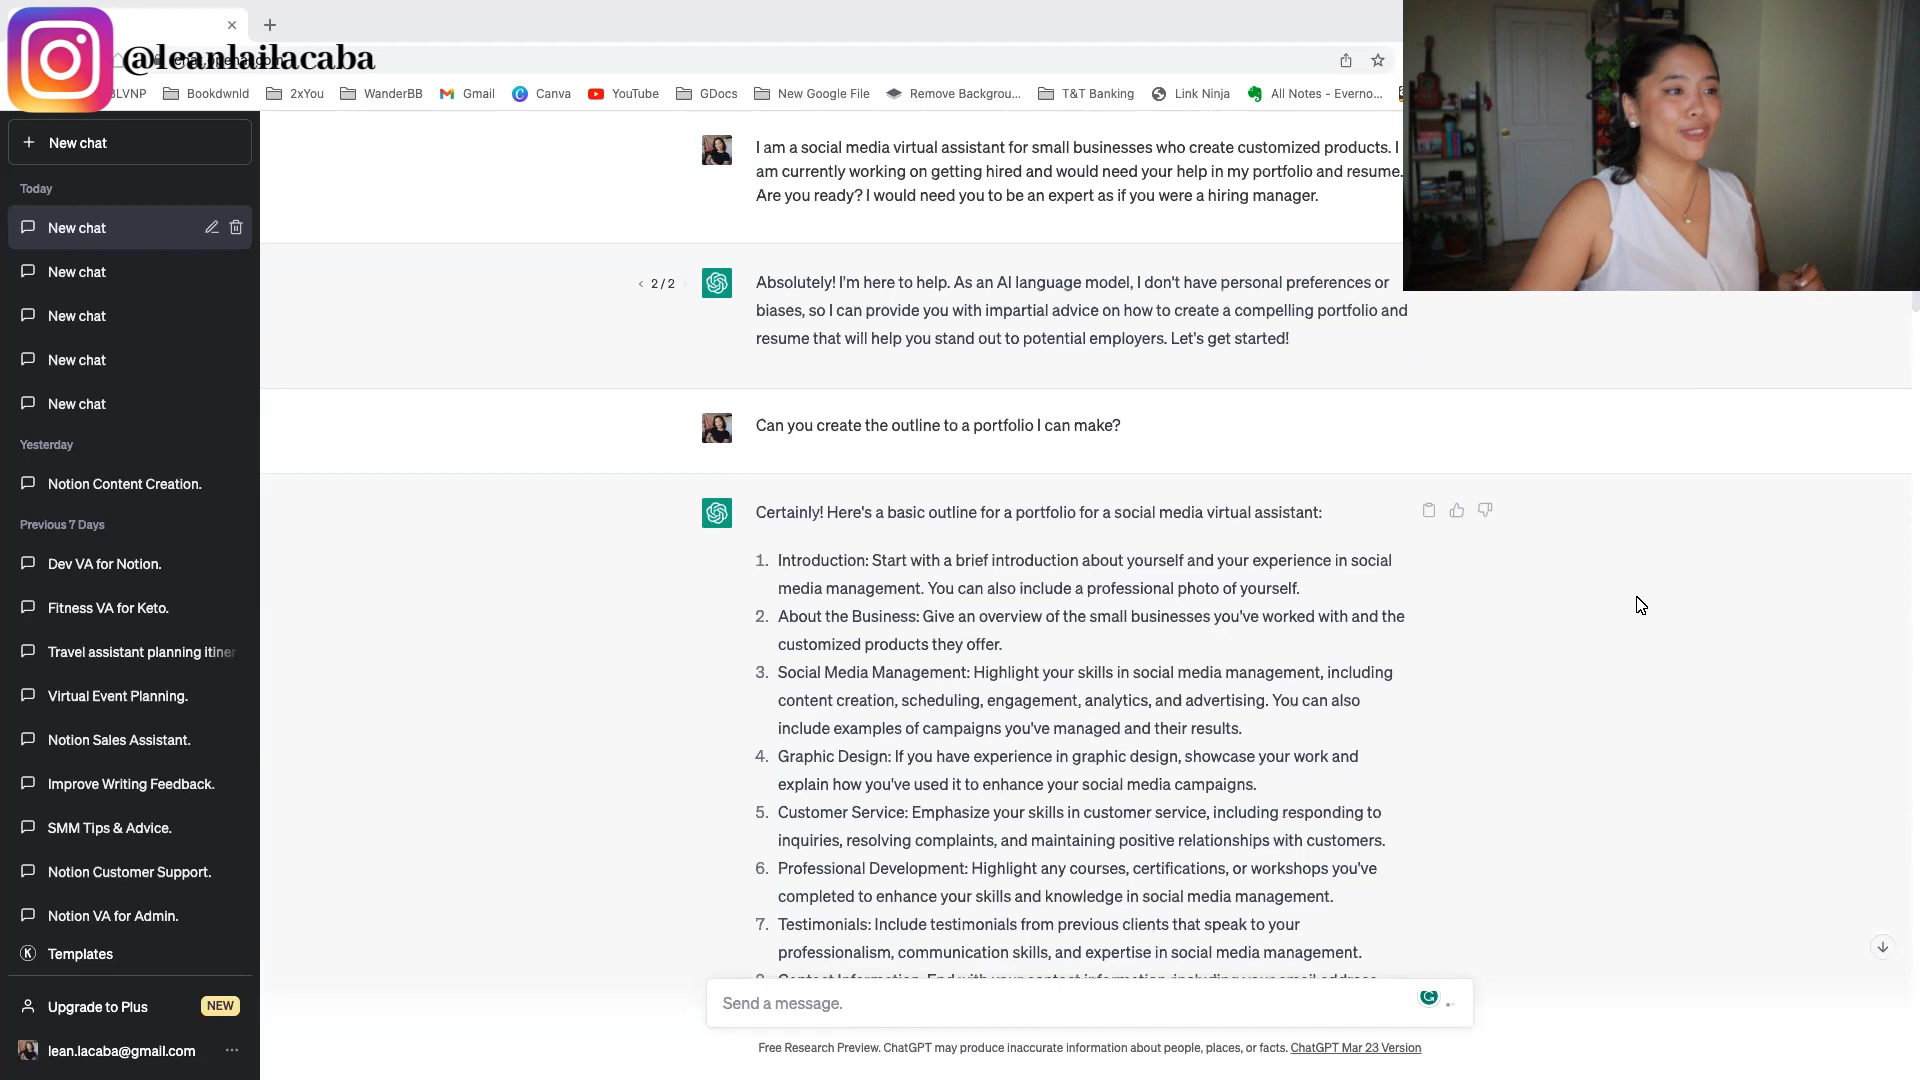 @leanlailacaba
BLVNP
Bookdwnld
2xYou
WanderBB
Gmail
Canva
YouTube
GDocs
New Google File
Remove Backgrou...
T&T Banking
Link Ninja
All Notes - Everno...
New chat
Today
New chat
New chat
New chat
New chat
New chat
Yesterday
Notion Content Creation.
Previous 7 Days
Dev VA for Notion.
Fitness VA for Keto.
Travel assistant planning itiner
Virtual Event Planning.
Notion Sales Assistant.
Improve Writing Feedback.
SMM Tips & Advice.
Notion Customer Support.
Notion VA for Admin.
Templates
Upgrade to Plus NEW
lean.lacaba@gmail.com
I am a social media virtual assistant for small businesses who create customized products. I
am currently working on getting hired and would need your help in my portfolio and resume.
Are you ready? I would need you to be an expert as if you were a hiring manager.
2 / 2
Absolutely! I'm here to help. As an AI language model, I don't have personal preferences or
biases, so I can provide you with impartial advice on how to create a compelling portfolio and
resume that will help you stand out to potential employers. Let's get started!
Can you create the outline to a portfolio I can make?
Certainly! Here's a basic outline for a portfolio for a social media virtual assistant:
1. Introduction: Start with a brief introduction about yourself and your experience in social
media management. You can also include a professional photo of yourself.
2. About the Business: Give an overview of the small businesses you've worked with and the
customized products they offer.
3. Social Media Management: Highlight your skills in social media management, including
content creation, scheduling, engagement, analytics, and advertising. You can also
include examples of campaigns you've managed and their results.
4. Graphic Design: If you have experience in graphic design, showcase your work and
explain how you've used it to enhance your social media campaigns.
5. Customer Service: Emphasize your skills in customer service, including responding to
inquiries, resolving complaints, and maintaining positive relationships with customers.
6. Professional Development: Highlight any courses, certifications, or workshops you've
completed to enhance your skills and knowledge in social media management.
7. Testimonials: Include testimonials from previous clients that speak to your
professionalism, communication skills, and expertise in social media management.
Send a message.
Free Research Preview. ChatGPT may produce inaccurate information about people, places, or facts. ChatGPT Mar 23 Version